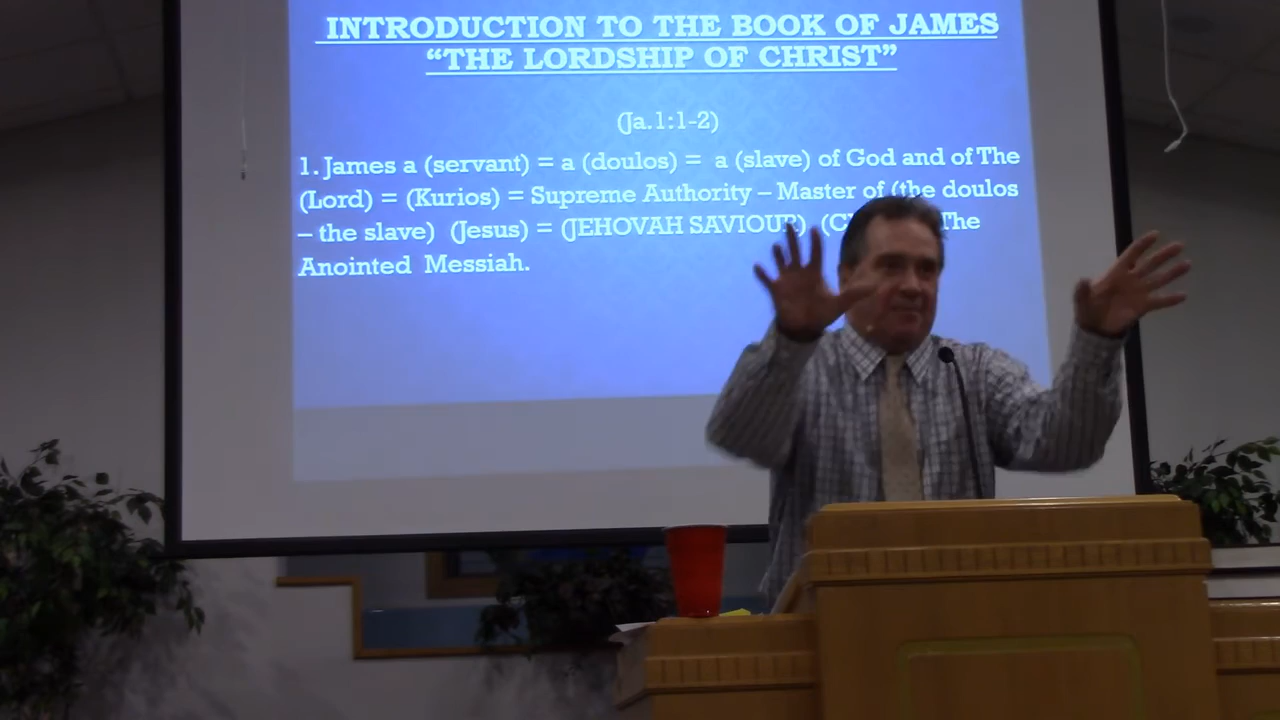 INTRODUCTION TO THE BOOK OF JAMES
“THE LORDSHIP OF CHRIST”
(Ja.1:1-2)
1. James a (servant) = a (doulos) = a (slave) of God and of The
(Lord) = (Kurios) = Supreme Authority – Master of (the doulos
– the slave) (Jesus) = (JEHOVAH SAVIOUR) The
Anointed Messiah.